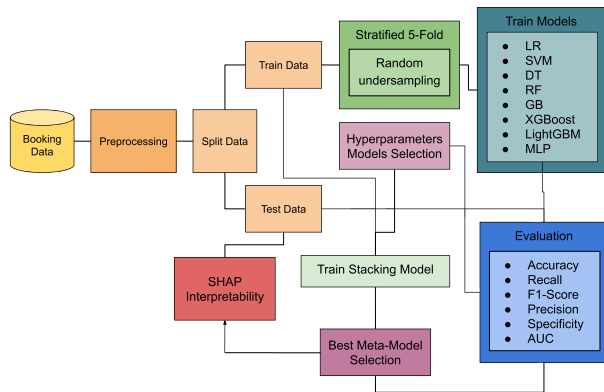 Booking
Data
Preprocessing
Split Data
Train Data
Test Data
Stratified 5-Fold
Random
undersampling
Train Models
● LR
● SVM
● DT
● RF
● GB
● XGBoost
● LightGBM
● MLP
Hyperparameters
Models Selection
Evaluation
● Accuracy
● Recall
● F1-Score
● Precision
● Specificity
● AUC
Train Stacking Model
SHAP
Interpretability
Best Meta-Model
Selection